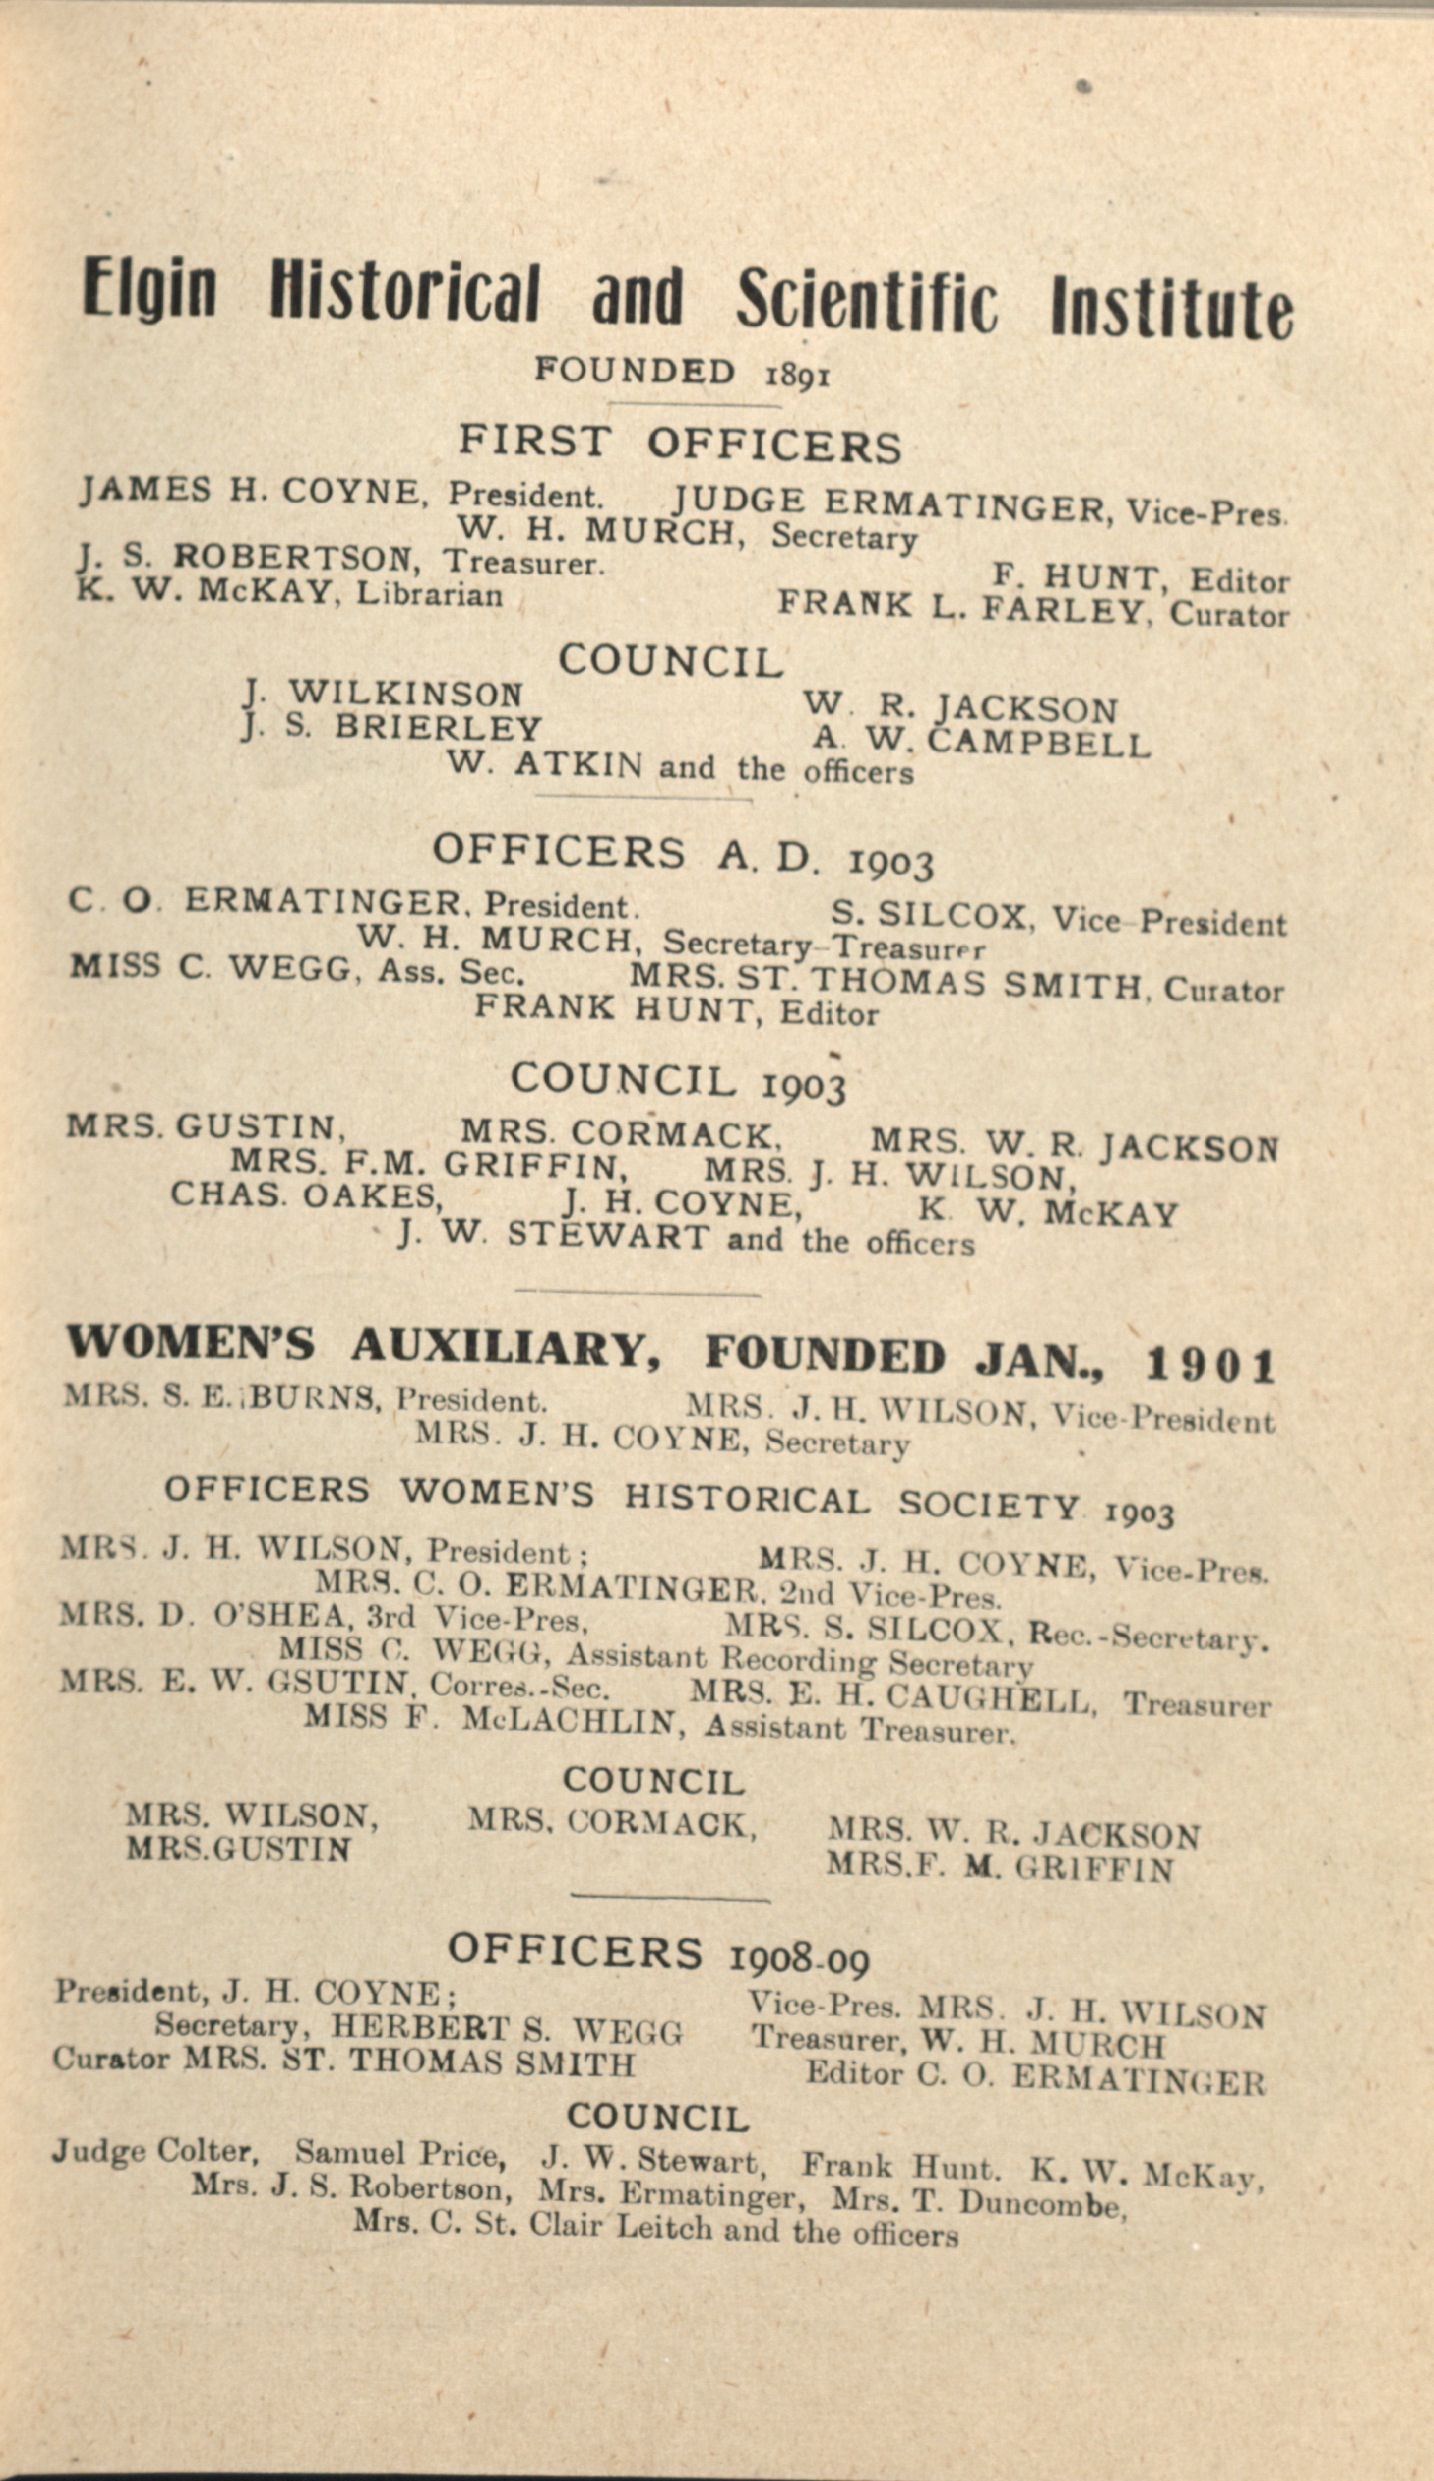 Elgin Historical and Scientific Institute
FOUNDED 1891
FIRST OFFICERS
JAMES H. COYNE, President. JUDGE ERMATINGER, Vice-Pres.
W. H. MURCH, Secretary
J. S. ROBERTSON, Treasurer.
F. HUNT, Editor
K. W. McKAY, Librarian
FRANK L. FARLEY, Curator
COUNCIL
J. WILKINSON W. R. JACKSON
J. S. BRIERLEY A. W. CAMPBELL
W. ATKIN and the officers
OFFICERS A. D. 1903
C. O. ERMATINGER, President. S. SILCOX, Vice-President
W. H. MURCH, Secretary-Treasurer
MISS C. WEGG, Ass. Sec. MRS. ST. THOMAS SMITH, Curator
FRANK HUNT, Editor
COUNCIL 1903
MRS. GUSTIN, MRS. CORMACK, MRS. W. R. JACKSON
MRS. F.M. GRIFFIN, MRS. J. H. WILSON,
CHAS. OAKES, J. H. COYNE, K. W. McKAY
J. W. STEWART and the officers
WOMEN'S AUXILIARY, FOUNDED JAN., 1901
MRS. S. E. BURNS, President. MRS. J. H. WILSON, Vice-President
MRS. J. H. COYNE, Secretary
OFFICERS WOMEN'S HISTORICAL SOCIETY 1903
MRS. J. H. WILSON, President; MRS. J. H. COYNE, Vice-Pres.
MRS. C. O. ERMATINGER, 2nd Vice-Pres.
MRS. D. O'SHEA, 3rd Vice-Pres, MRS. S. SILCOX, Rec.-Secretary.
MISS C. WEGG, Assistant Recording Secretary
MRS. E. W. GSUTIN, Corres.-Sec. MRS. E. H. CAUGHELL, Treasurer
MISS F. McLACHLIN, Assistant Treasurer.
COUNCIL
MRS. WILSON, MRS. CORMACK, MRS. W. R. JACKSON
MRS.GUSTIN MRS.F. M. GRIFFIN
OFFICERS 1908-09
President, J. H. COYNE; Vice-Pres. MRS. J. H. WILSON
Secretary, HERBERT S. WEGG Treasurer, W. H. MURCH
Curator MRS. ST. THOMAS SMITH Editor C. O. ERMATINGER
COUNCIL
Judge Colter, Samuel Price, J. W. Stewart, Frank Hunt. K. W. McKay,
Mrs. J. S. Robertson, Mrs. Ermatinger, Mrs. T. Duncombe,
Mrs. C. St. Clair Leitch and the officers